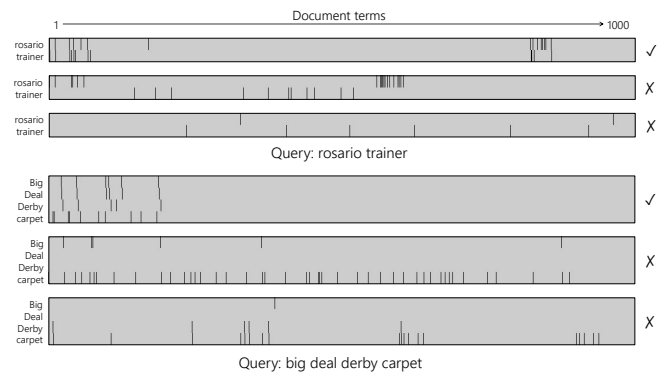 Document terms
1 1000
rosario
trainer
✓
rosario
trainer
✗
rosario
trainer
✗
Query: rosario trainer
Big
Deal
Derby
carpet
✓
Big
Deal
Derby
carpet
✗
Big
Deal
Derby
carpet
✗
Query: big deal derby carpet